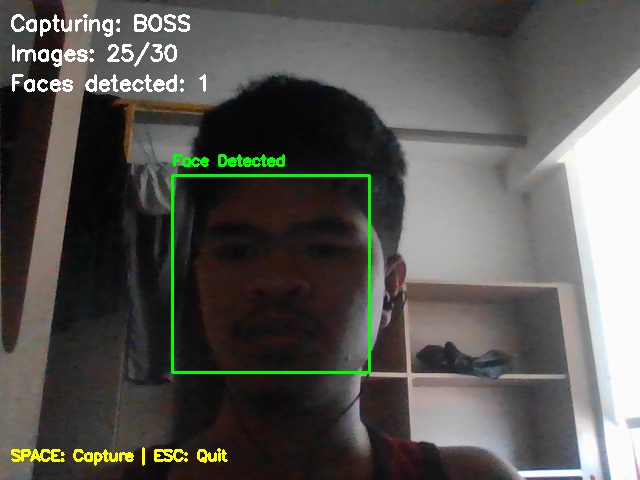 Capturing: BOSS
Images: 25/30
Faces detected: 1
Face Detected
SPACE: Capture | ESC: Quit